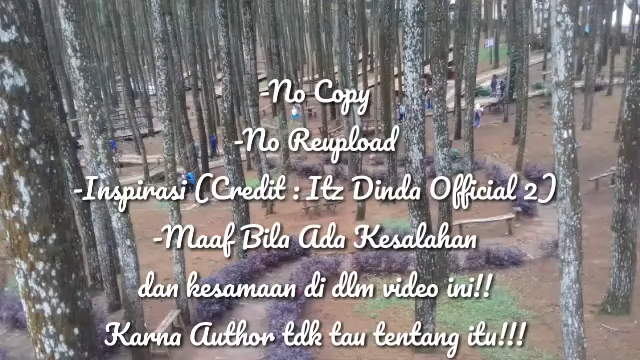 -No Copy
-No Reupload
-Inspirasi (Credit : Itz Dinda Official 2)
-Maaf Bila Ada Kesalahan
dan kesamaan di dlm video ini!!
Karna Author tdk tau tentang itu!!!